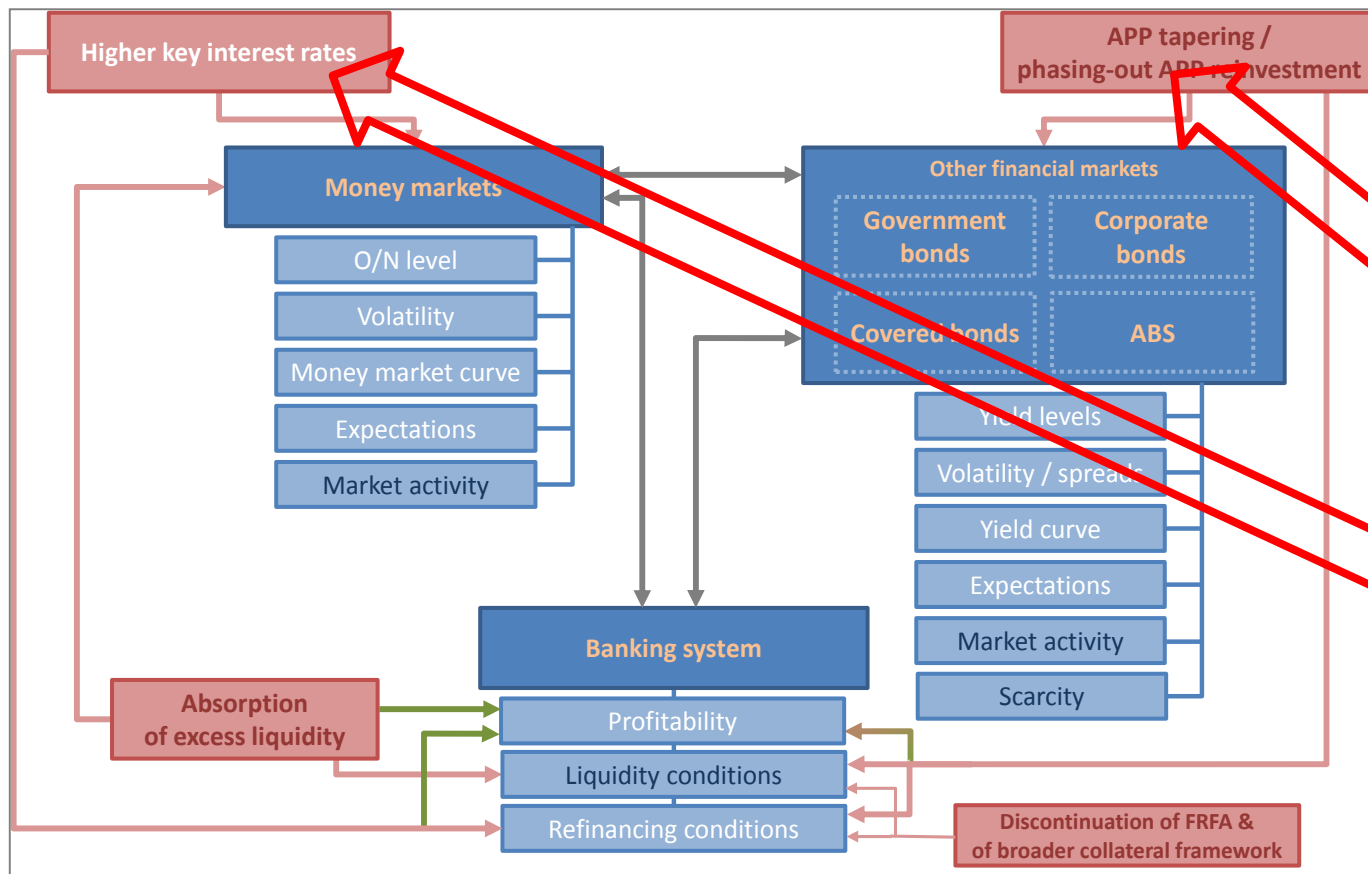 Higher key interest rates
APP tapering /
phasing-out APP reinvestment
Money markets
O/N level
Volatility
Money market curve
Expectations
Market activity
Other financial markets
Government
bonds
Corporate
bonds
Covered bonds
ABS
Yield levels
Volatility / spreads
Yield curve
Expectations
Market activity
Scarcity
Banking system
Profitability
Liquidity conditions
Refinancing conditions
Absorption
of excess liquidity
Discontinuation of FRFA &
of broader collateral framework